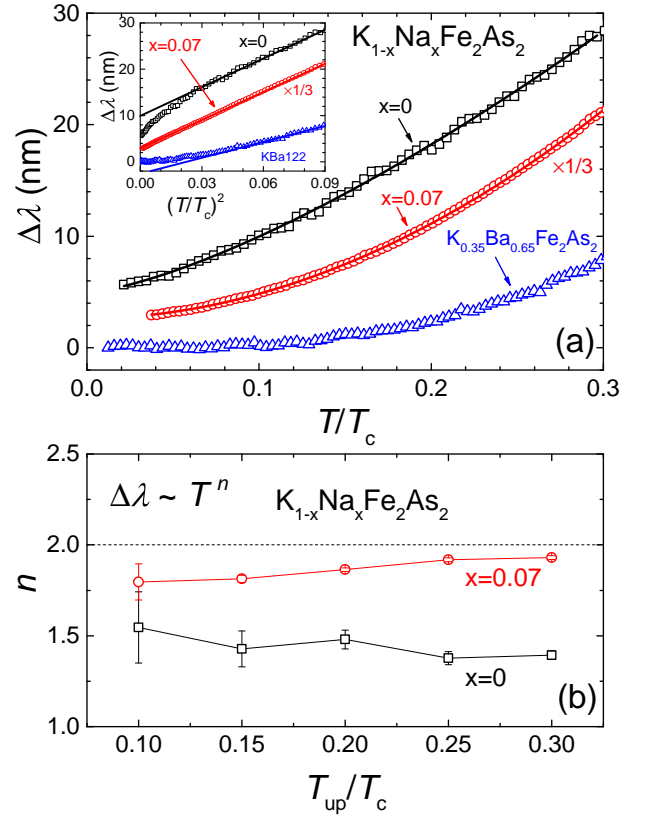 K₁₋ₓNaₓFe₂As₂
x=0
x=0.07
×1/3
K₀.₃₅Ba₀.₆₅Fe₂As₂
(a)
Δλ (nm)
30
20
10
0
0.0
0.1
0.2
0.3
T/Tc
x=0.07
x=0
×1/3
KBa122
Δλ (nm)
30
20
10
0
0.00
0.03
0.06
0.09
(T/Tc)²
Δλ ~ Tⁿ
K₁₋ₓNaₓFe₂As₂
x=0.07
x=0
(b)
n
2.5
2.0
1.5
1.0
0.10
0.15
0.20
0.25
0.30
Tup/Tc